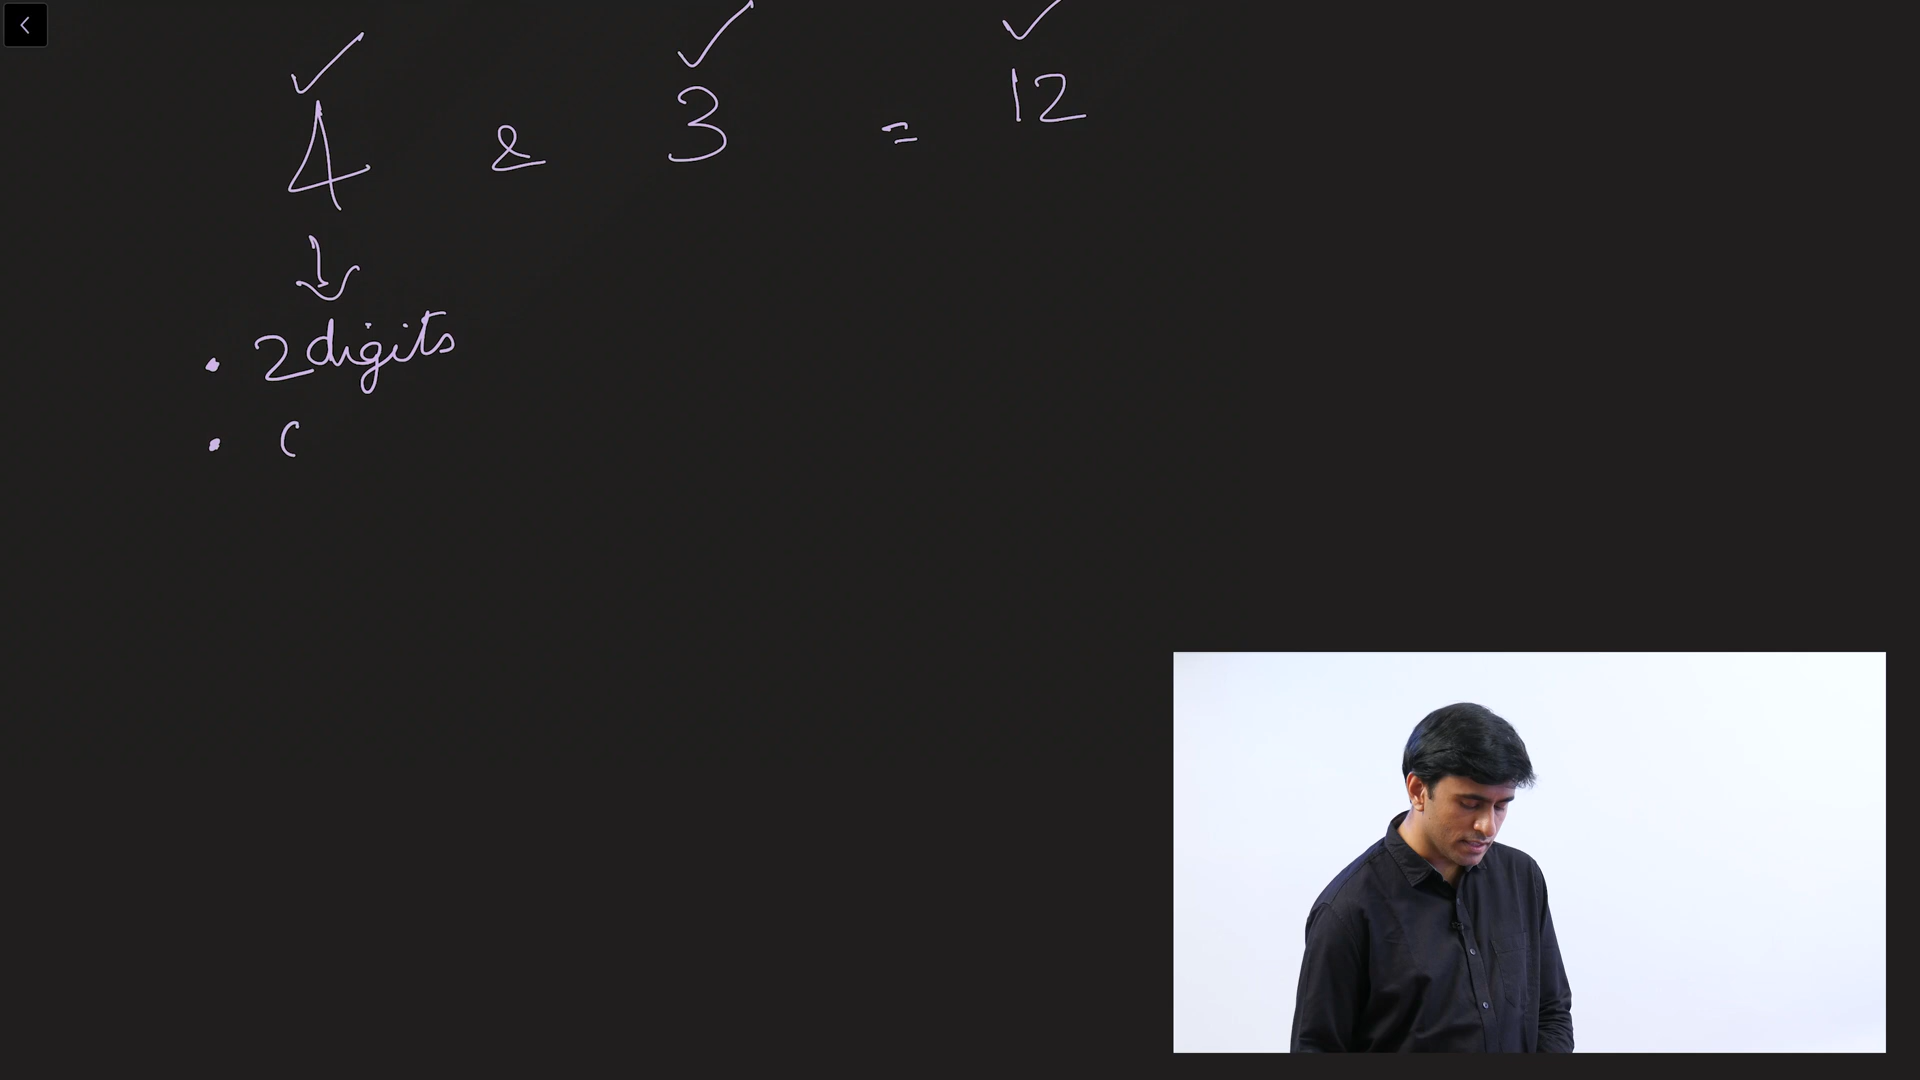 4 & 3 = 12
• 2 digits
•